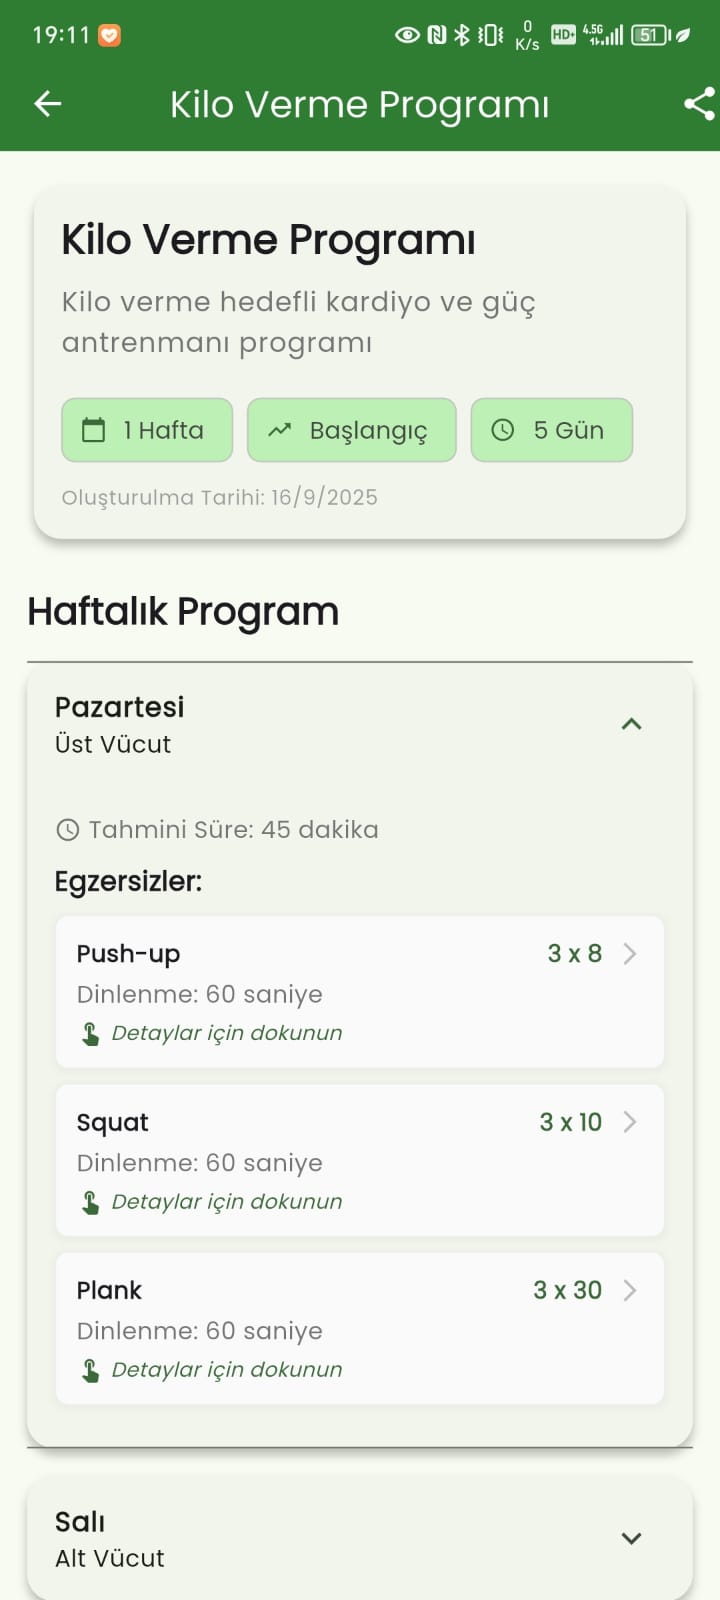 19:11
0
K/s
HD+
4.5G
51
Kilo Verme Programı
Kilo Verme Programı
Kilo verme hedefli kardiyo ve güç
antrenmanı programı
1 Hafta
Başlangıç
5 Gün
Oluşturulma Tarihi: 16/9/2025
Haftalık Program
Pazartesi
Üst Vücut
Tahmini Süre: 45 dakika
Egzersizler:
Push-up 3 x 8
Dinlenme: 60 saniye
Detaylar için dokunun
Squat 3 x 10
Dinlenme: 60 saniye
Detaylar için dokunun
Plank 3 x 30
Dinlenme: 60 saniye
Detaylar için dokunun
Salı
Alt Vücut